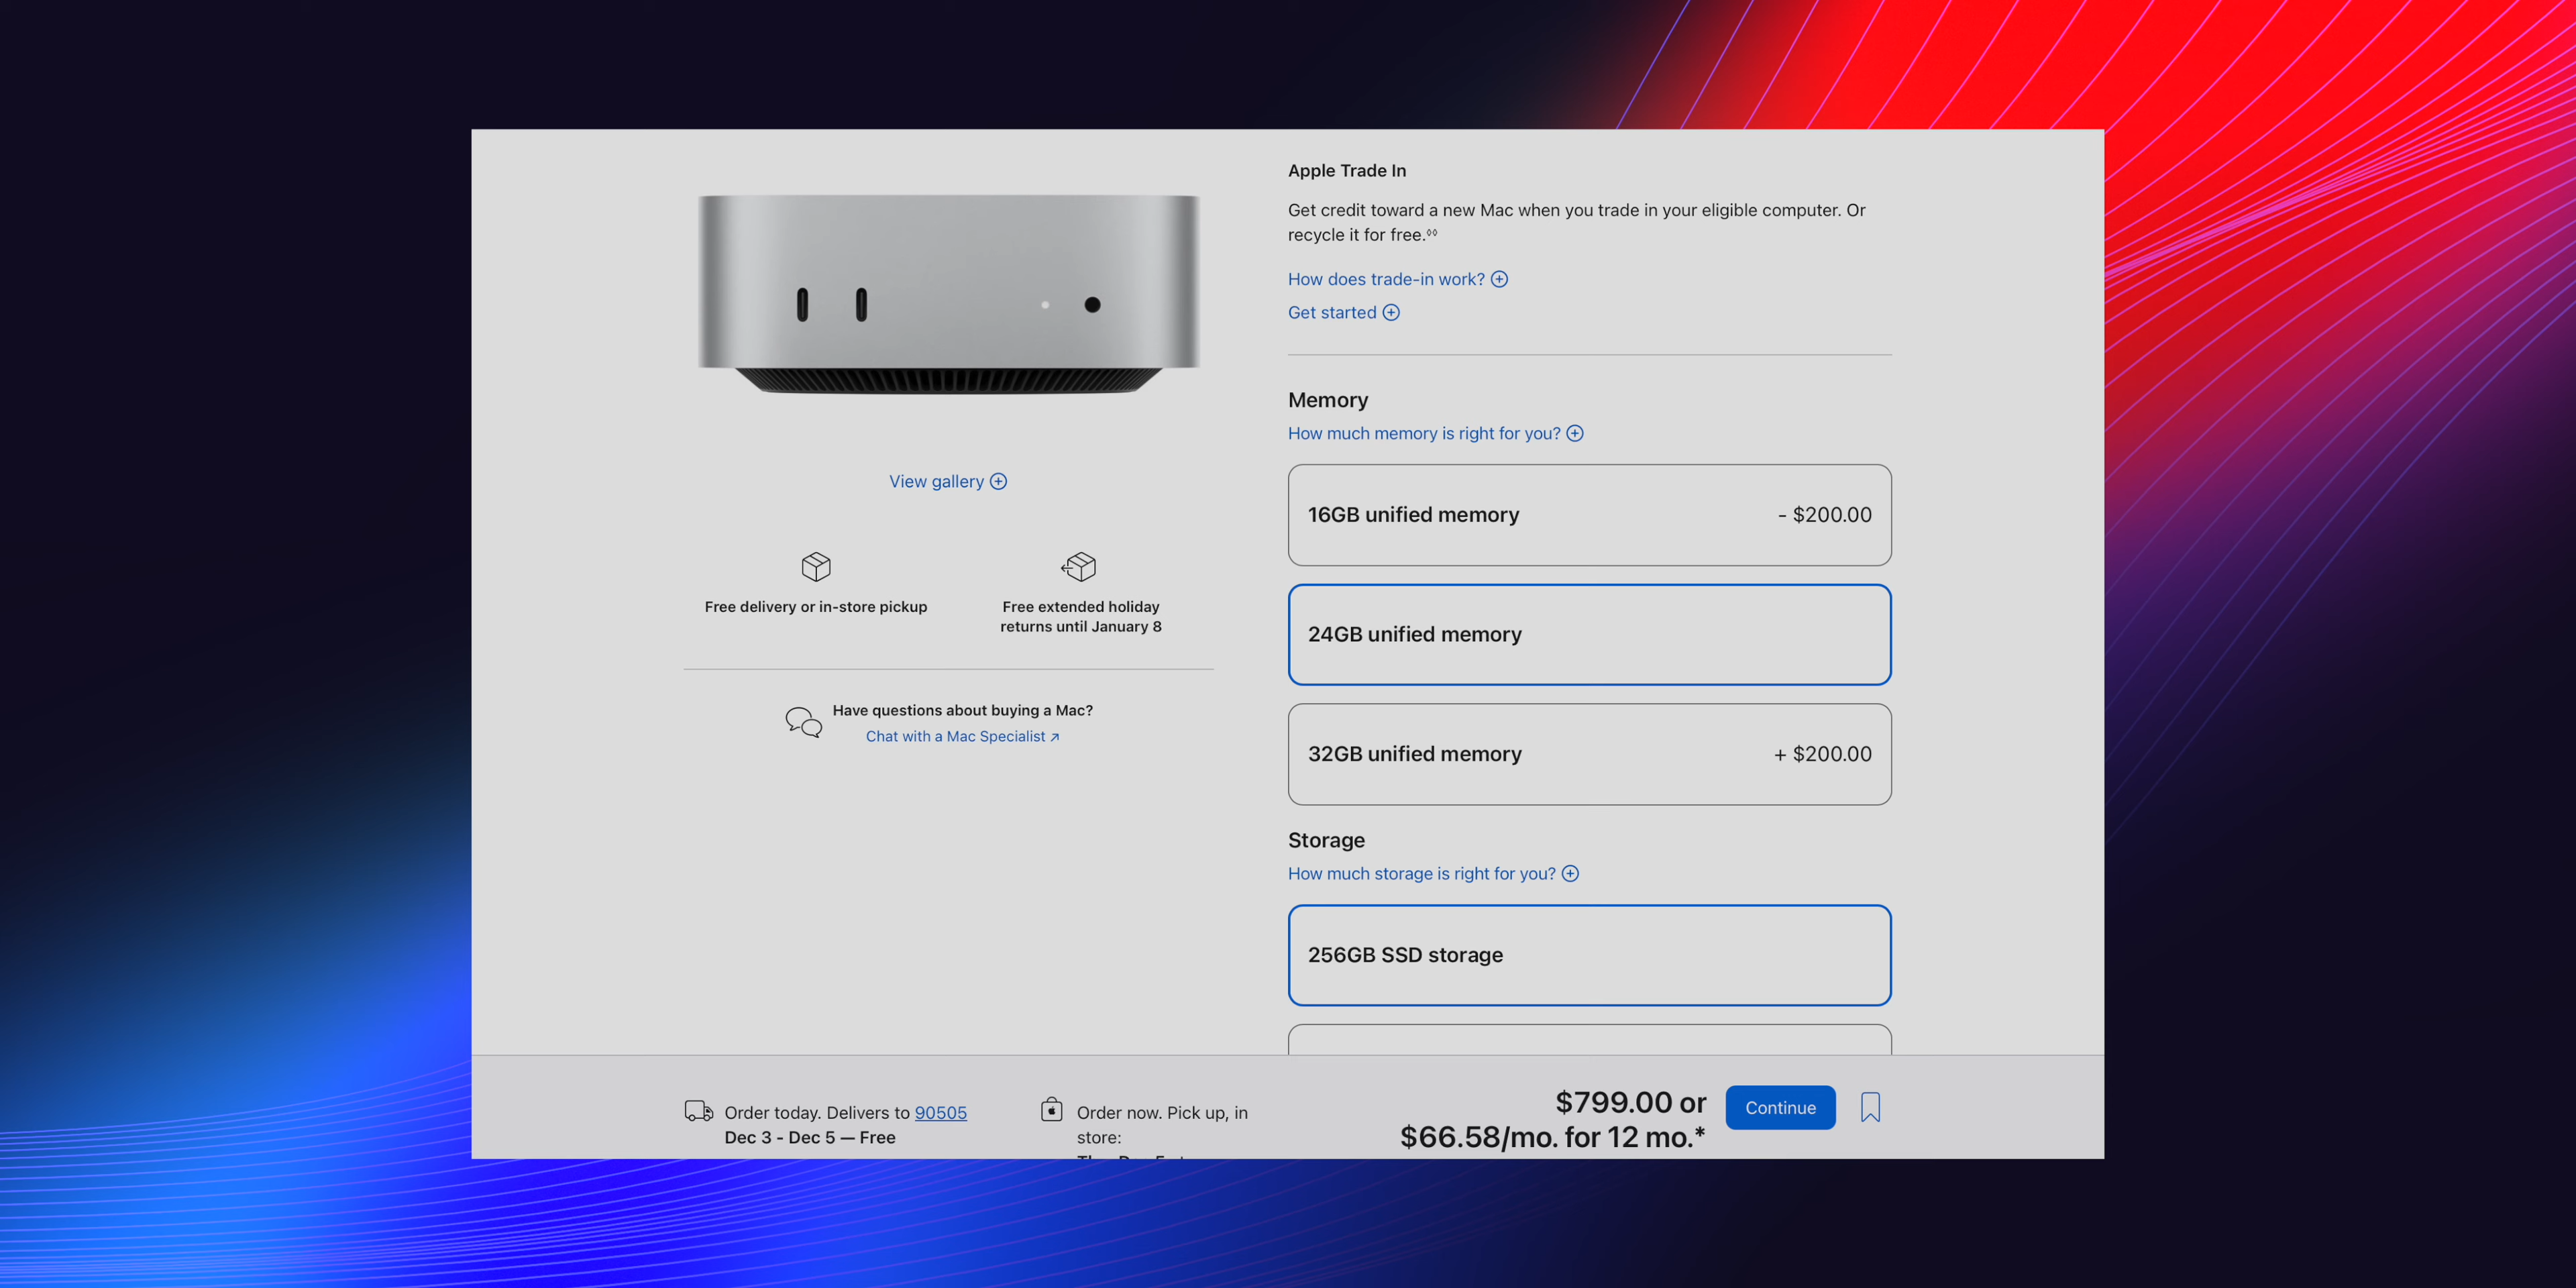 Apple Trade In
Get credit toward a new Mac when you trade in your eligible computer. Or
recycle it for free.◊◊
How does trade-in work?
Get started
View gallery
Free delivery or in-store pickup
Free extended holiday
returns until January 8
Have questions about buying a Mac?
Chat with a Mac Specialist ↗
Memory
How much memory is right for you?
16GB unified memory - $200.00
24GB unified memory
32GB unified memory + $200.00
Storage
How much storage is right for you?
256GB SSD storage
Order today. Delivers to 90505
Dec 3 - Dec 5 — Free
Order now. Pick up, in
store:
$799.00 or
$66.58/mo. for 12 mo.*
Continue